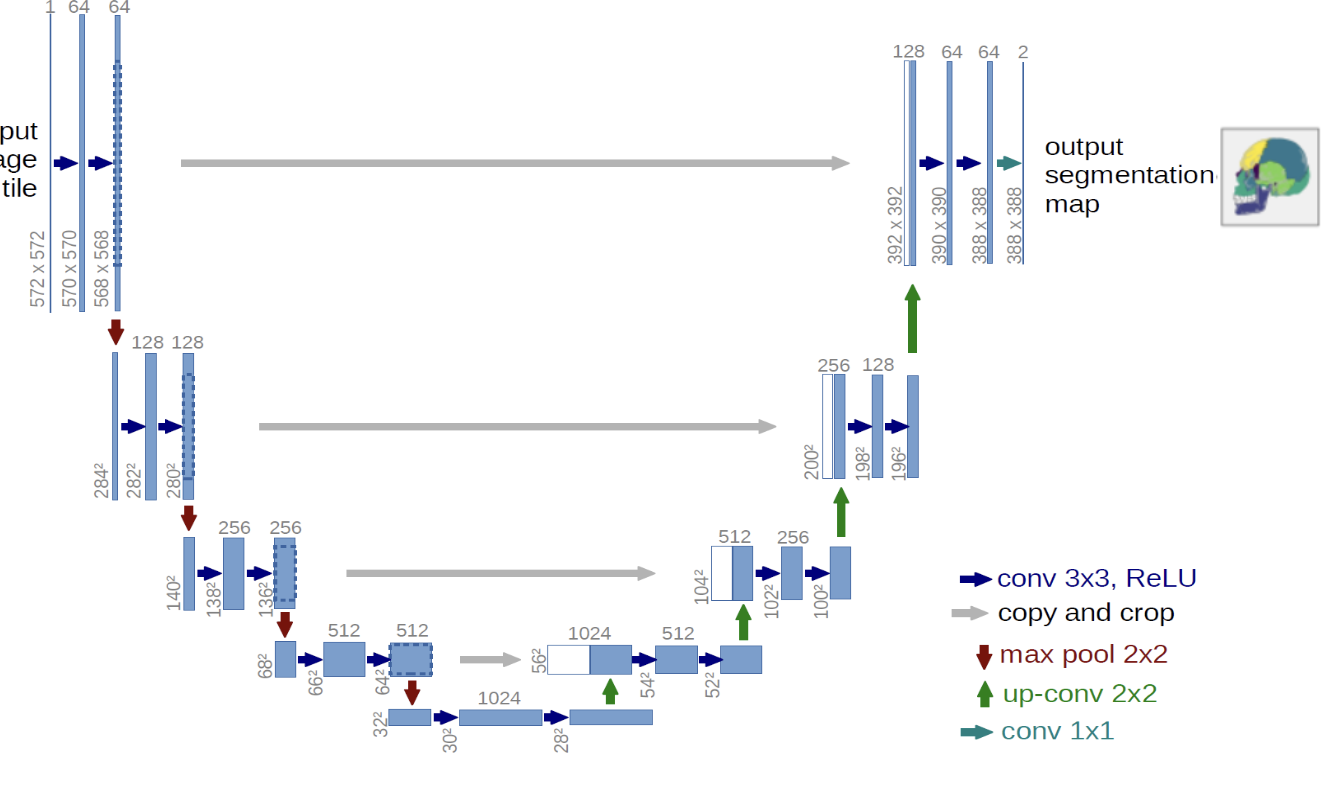 1 64 64
put
age
tile
572 x 572
570 x 570
568 x 568
128 64 64 2
392 x 392
390 x 390
388 x 388
388 x 388
output
segmentation
map
128 128
284²
282²
280²
256 128
200²
198²
196²
256 256
140²
138²
136²
512 256
104²
102²
100²
512 512
68²
66²
64²
1024 512
56²
54²
52²
1024
32²
30²
28²
conv 3x3, ReLU
copy and crop
max pool 2x2
up-conv 2x2
conv 1x1